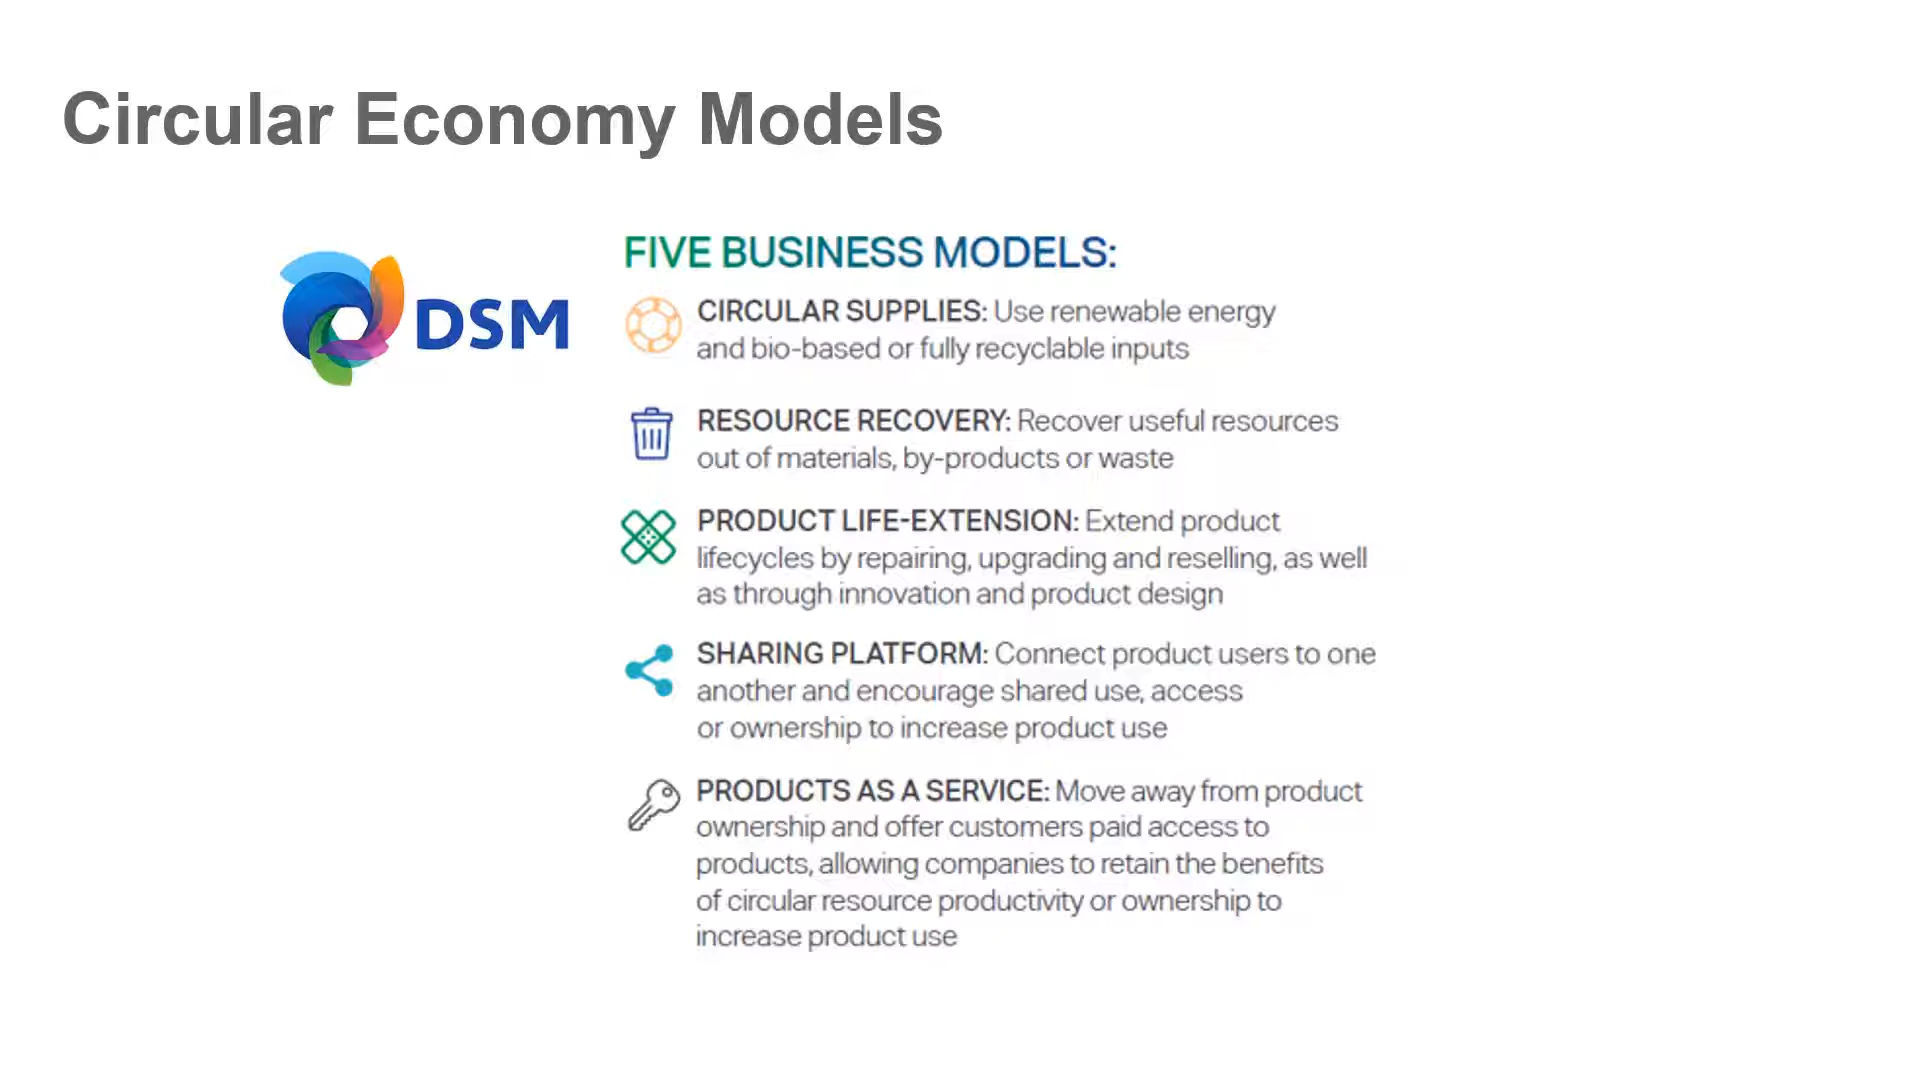 Circular Economy Models
DSM
FIVE BUSINESS MODELS:
CIRCULAR SUPPLIES: Use renewable energy
and bio-based or fully recyclable inputs
RESOURCE RECOVERY: Recover useful resources
out of materials, by-products or waste
PRODUCT LIFE-EXTENSION: Extend product
lifecycles by repairing, upgrading and reselling, as well
as through innovation and product design
SHARING PLATFORM: Connect product users to one
another and encourage shared use, access
or ownership to increase product use
PRODUCTS AS A SERVICE: Move away from product
ownership and offer customers paid access to
products, allowing companies to retain the benefits
of circular resource productivity or ownership to
increase product use